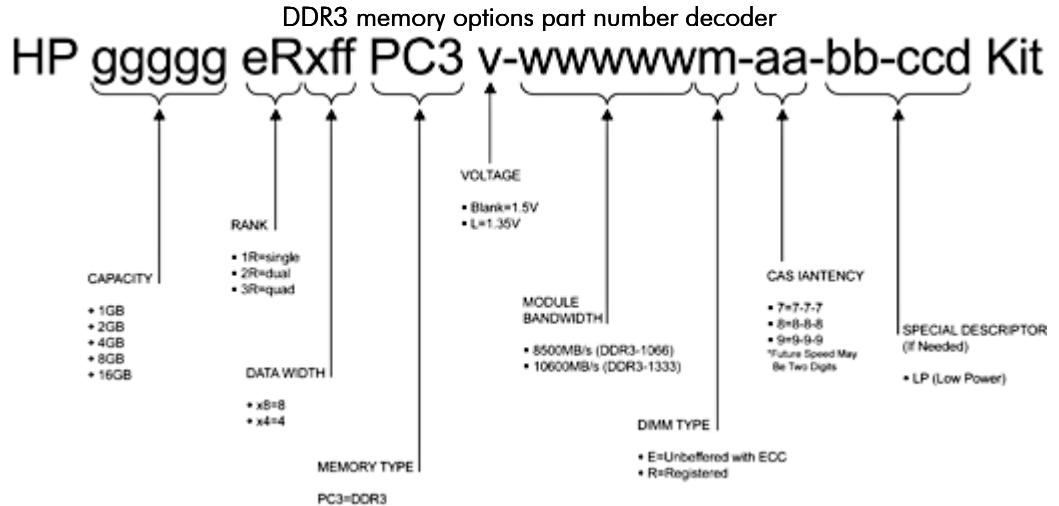 DDR3 memory options part number decoder
HP ggggg eRxff PC3 v-wwwwwm-aa-bb-ccd Kit
VOLTAGE
▪ Blank=1.5V
▪ L=1.35V
RANK
▪ 1R=single
▪ 2R=dual
▪ 3R=quad
CAPACITY
• 1GB
• 2GB
• 4GB
• 8GB
• 16GB
CAS IANTENCY
▪ 7=7-7-7
▪ 8=8-8-8
▪ 9=9-9-9
*Future Speed May
Be Two Digits
MODULE
BANDWIDTH
• 8500MB/s (DDR3-1066)
• 10600MB/s (DDR3-1333)
SPECIAL DESCRIPTOR
(If Needed)
• LP (Low Power)
DATA WIDTH
• x8=8
• x4=4
DIMM TYPE
▪ E=Unbeffered with ECC
▪ R=Registered
MEMORY TYPE
PC3=DDR3